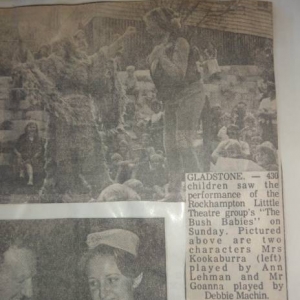 GLADSTONE. — 430
children saw the
performance of the
Rockhampton Little
Theatre group's "The
Bush Babies" on
Sunday. Pictured
above are two
characters Mrs
Kookaburra (left)
played by Ann
Lehman and Mr
Goanna played by
Debbie Machin.